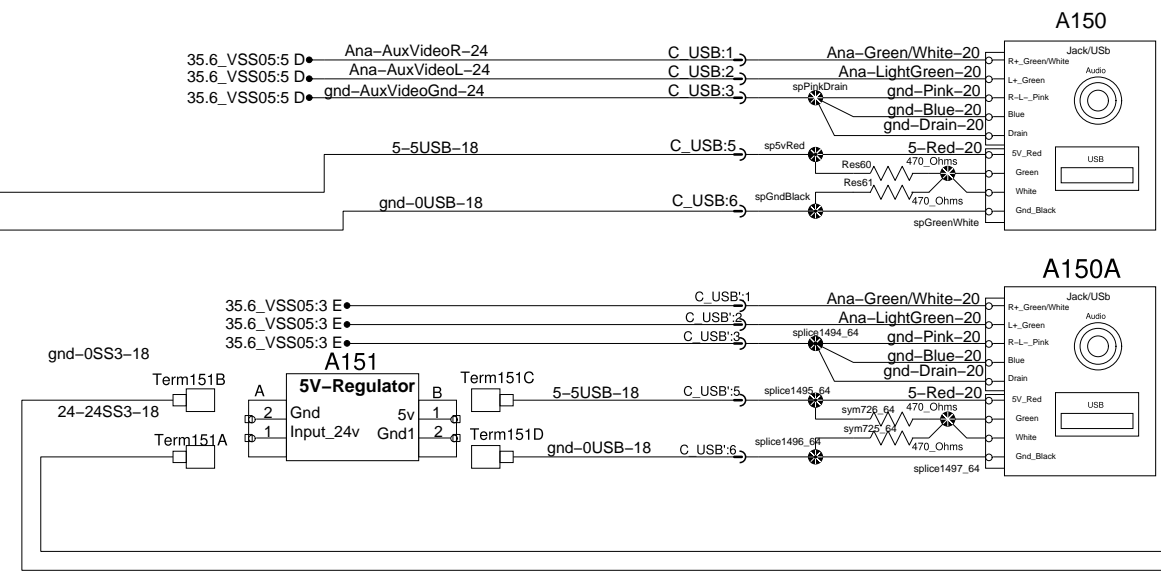 A150
Jack/USb
35.6_VSS05:5 D Ana-AuxVideoR-24 C_USB:1 Ana-Green/White-20 R+_Green/White
Audio
35.6_VSS05:5 D Ana-AuxVideoL-24 C_USB:2 Ana-LightGreen-20 L+_Green
35.6_VSS05:5 D gnd-AuxVideoGnd-24 C_USB:3 spPinkDrain gnd-Pink-20 R-L-_Pink
gnd-Blue-20 Blue
gnd-Drain-20 Drain
5-5USB-18 C_USB:5 sp5vRed 5-Red-20 5V_Red
USB
Res60 470_Ohms Green
Res61 White
gnd-0USB-18 C_USB:6 spGndBlack 470_Ohms Gnd_Black
spGreenWhite
A150A
Jack/USb
35.6_VSS05:3 E C_USB':1 Ana-Green/White-20 R+_Green/White
Audio
35.6_VSS05:3 E C_USB':2 Ana-LightGreen-20 L+_Green
35.6_VSS05:3 E C_USB':3 splice1494_64 gnd-Pink-20 R-L-_Pink
gnd-0SS3-18 A151 gnd-Blue-20 Blue
gnd-Drain-20 Drain
Term151B A 5V-Regulator B Term151C 5-5USB-18 C_USB':5 splice1495_64 5-Red-20 5V_Red
USB
24-24SS3-18 2 Gnd 5v 1 sym726_64 470_Ohms Green
Term151A 1 Input_24v Gnd1 2 Term151D sym725_64 White
gnd-0USB-18 C_USB':6 splice1496_64 470_Ohms Gnd_Black
splice1497_64